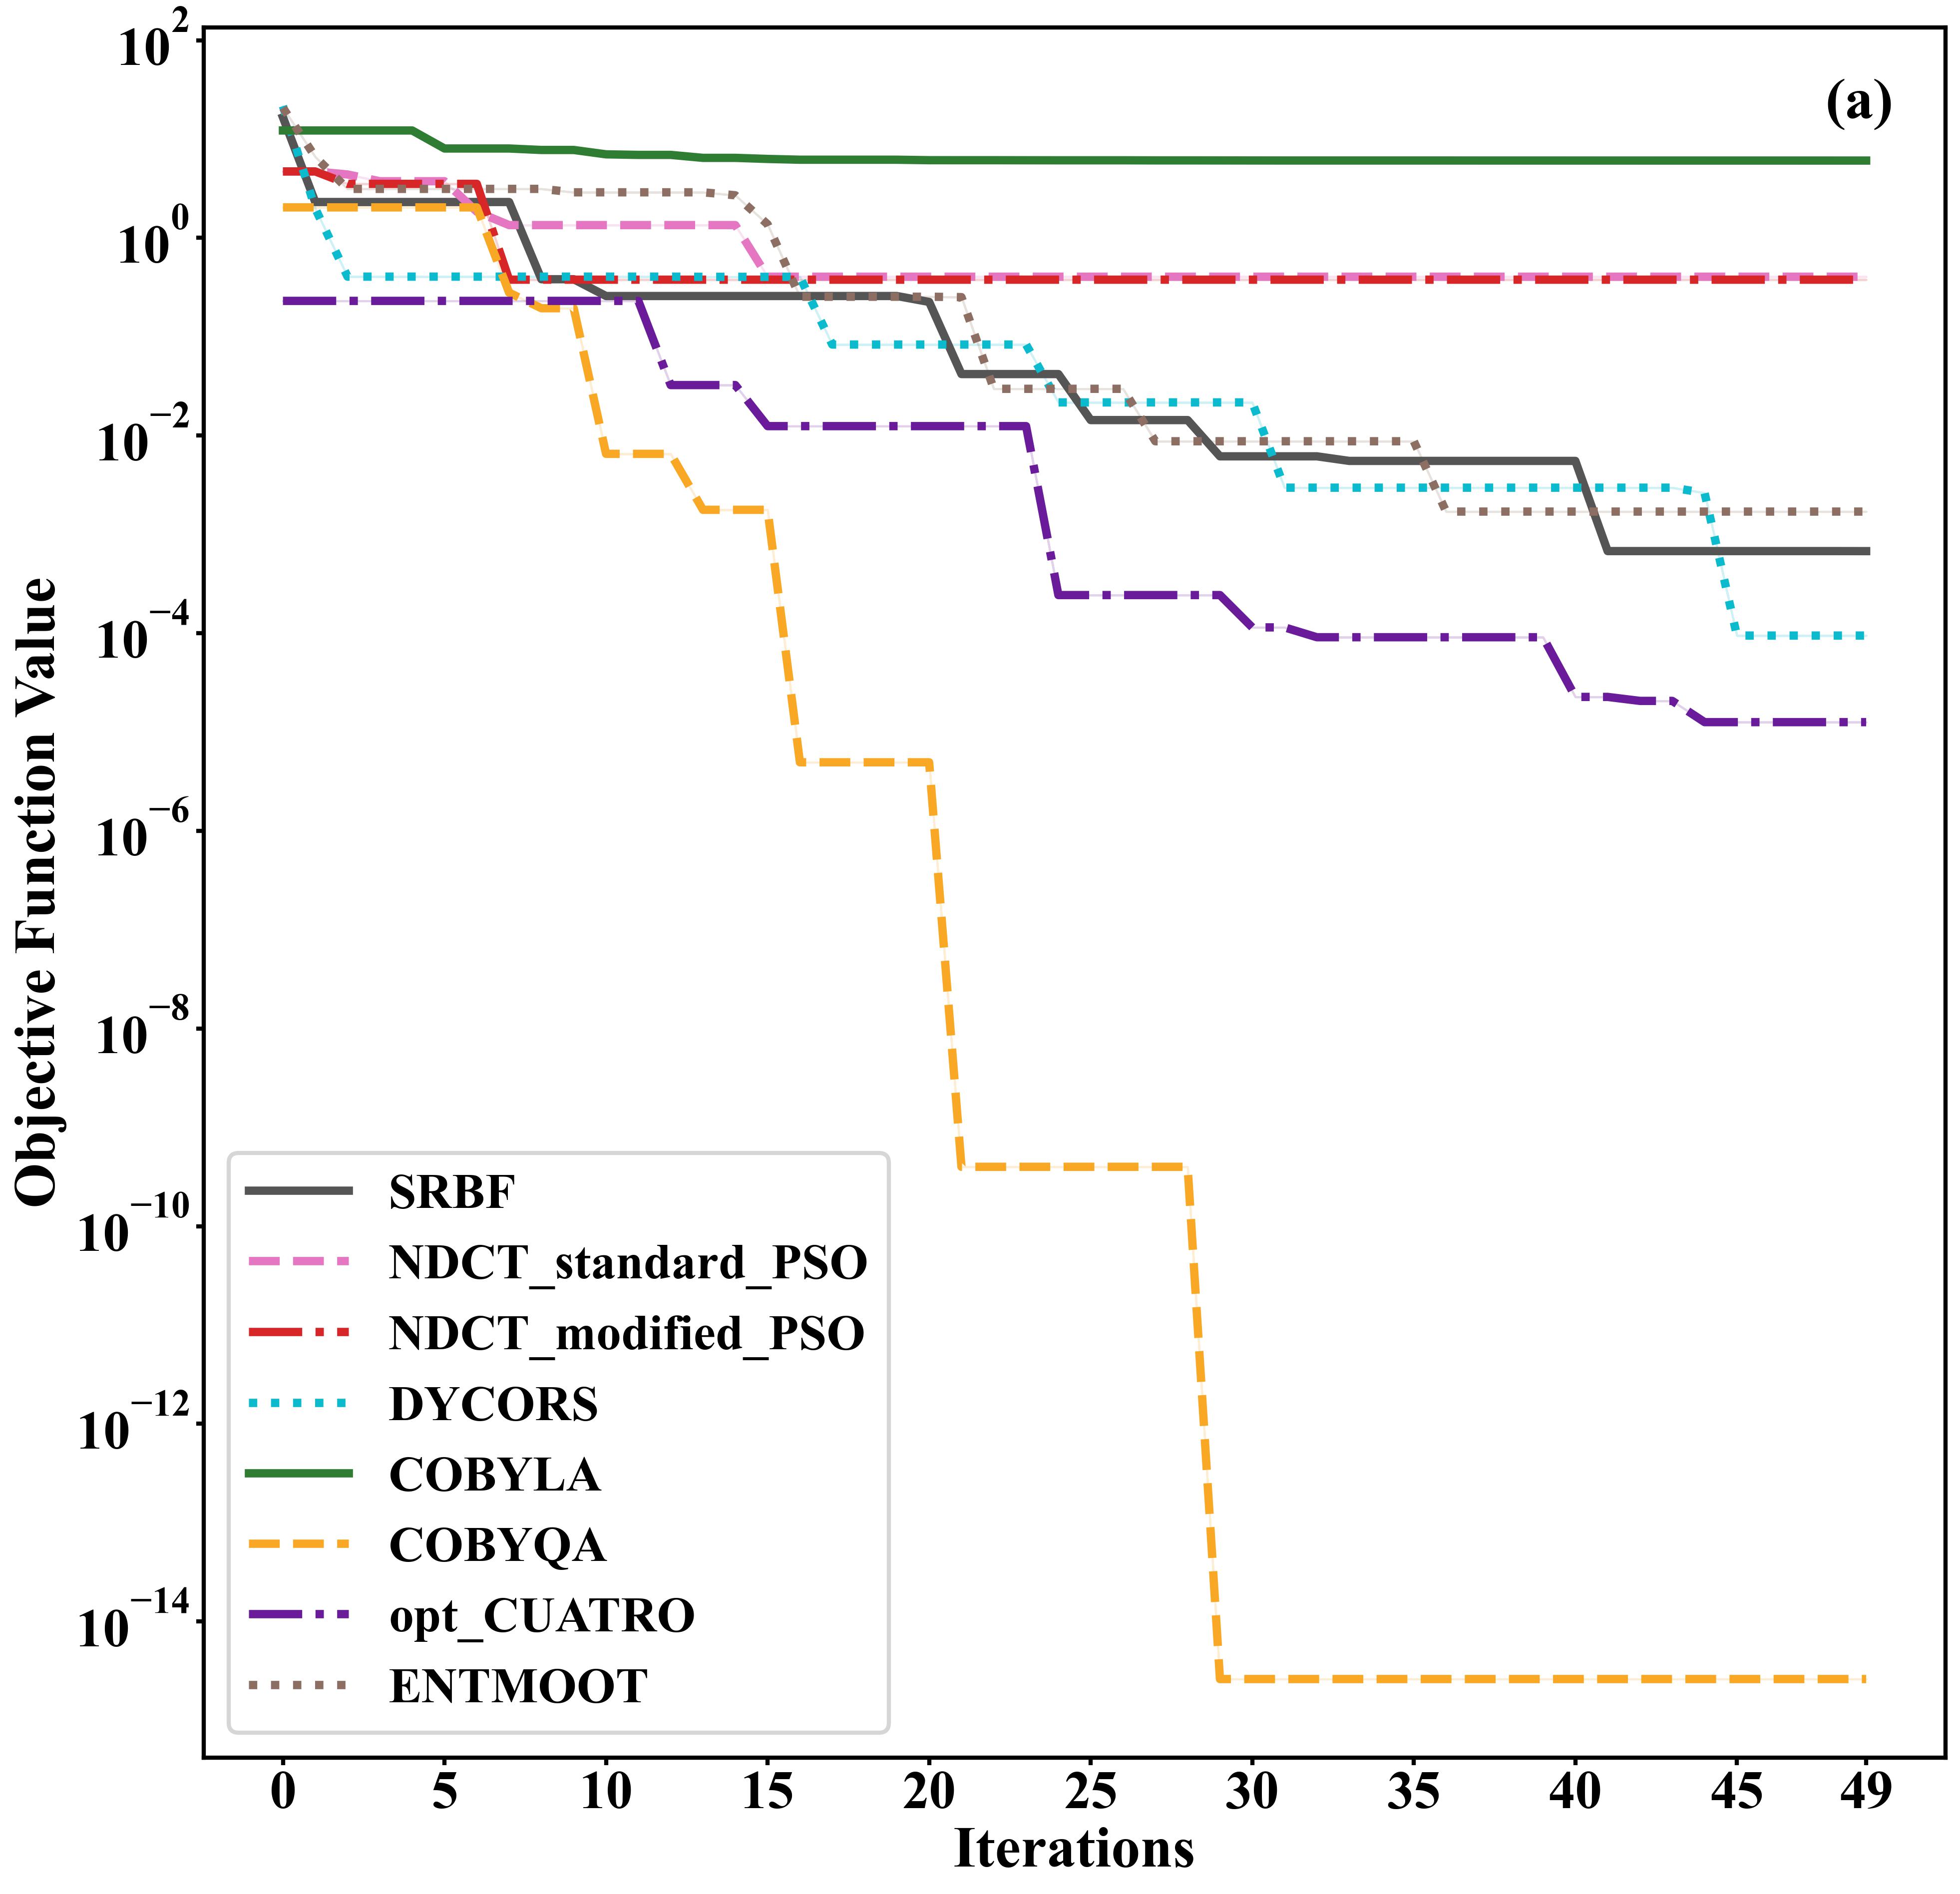 (a)
Objective Function Value
10^2
10^0
10^−2
10^−4
10^−6
10^−8
10^−10
10^−12
10^−14
SRBF
NDCT_standard_PSO
NDCT_modified_PSO
DYCORS
COBYLA
COBYQA
opt_CUATRO
ENTMOOT
0 5 10 15 20 25 30 35 40 45 49
Iterations